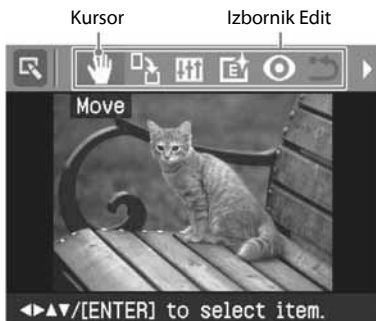 Kursor Izbornik Edit
Move
◄►▲▼/[ENTER] to select item.